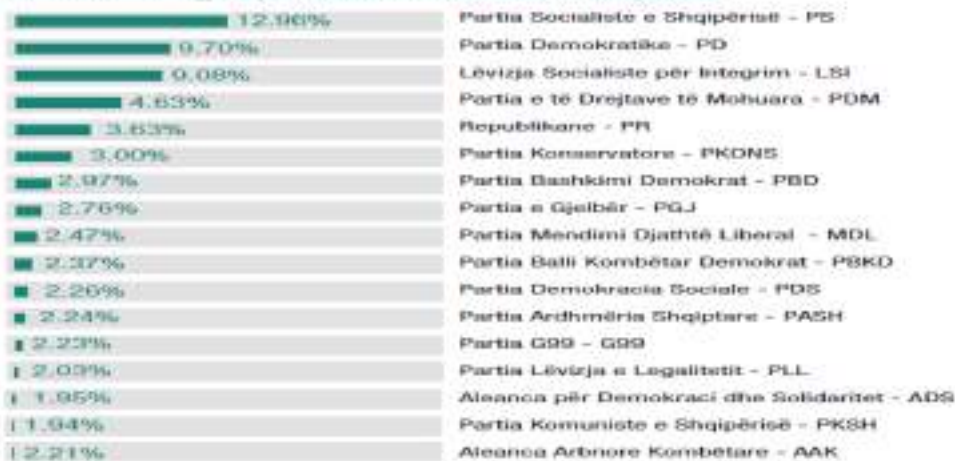 12.96% Partia Socialiste e Shqipërisë - PS
9.70% Partia Demokratike - PD
9.08% Lëvizja Socialiste për Integrim - LSI
4.63% Partia e të Drejtave të Mohuara - PDM
3.63% Republikane - PR
3.00% Partia Konservatore - PKONS
2.97% Partia Bashkimi Demokrat - PBD
2.76% Partia e Gjelbër - PGJ
2.47% Partia Mendimi Djathtë Liberal - MDL
2.37% Partia Balli Kombëtar Demokrat - PBKD
2.26% Partia Demokracia Sociale - PDS
2.24% Partia Ardhmëria Shqiptare - PASH
2.23% Partia G99 - G99
2.03% Partia Lëvizja e Legalitetit - PLL
1.95% Aleanca për Demokraci dhe Solidaritet - ADS
1.94% Partia Komuniste e Shqipërisë - PKSH
2.21% Aleanca Arbnore Kombëtare - AAK